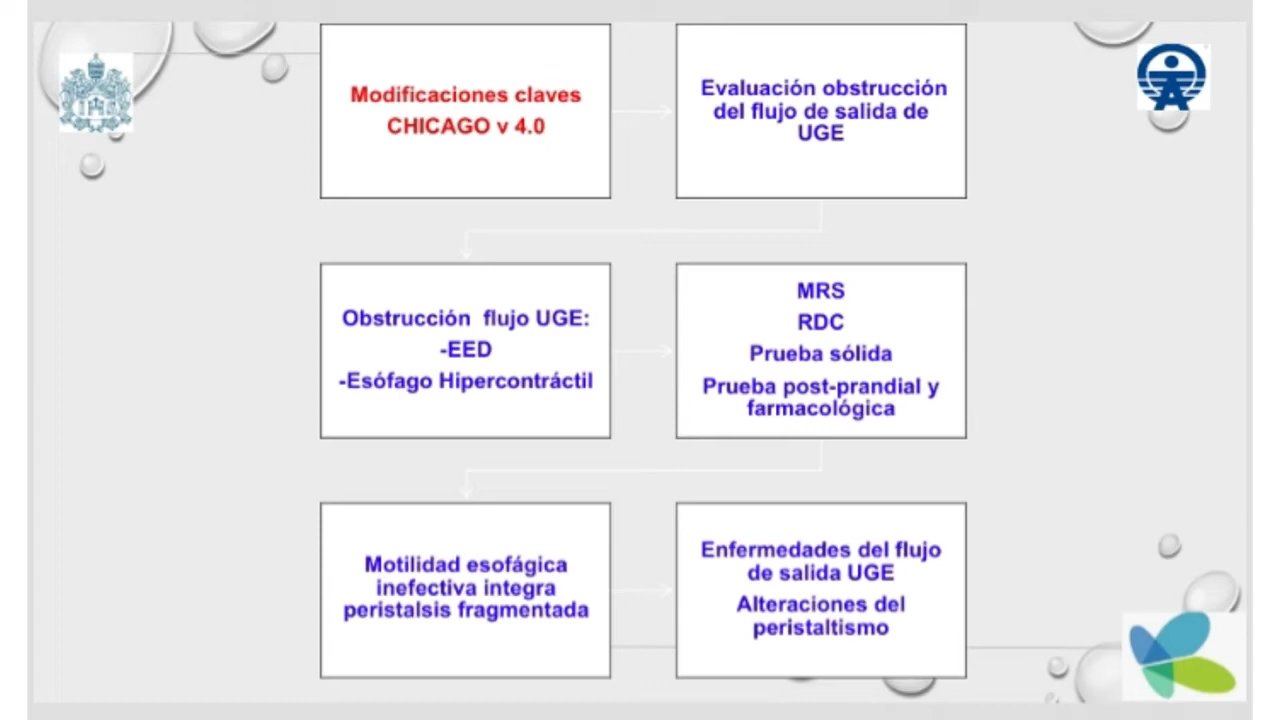 Modificaciones claves
CHICAGO v 4.0
Evaluación obstrucción
del flujo de salida de
UGE
Obstrucción  flujo UGE:
-EED
-Esófago Hipercontráctil
MRS
RDC
Prueba sólida
Prueba post-prandial y
farmacológica
Motilidad esofágica
inefectiva integra
peristalsis fragmentada
Enfermedades del flujo
de salida UGE
Alteraciones del
peristaltismo